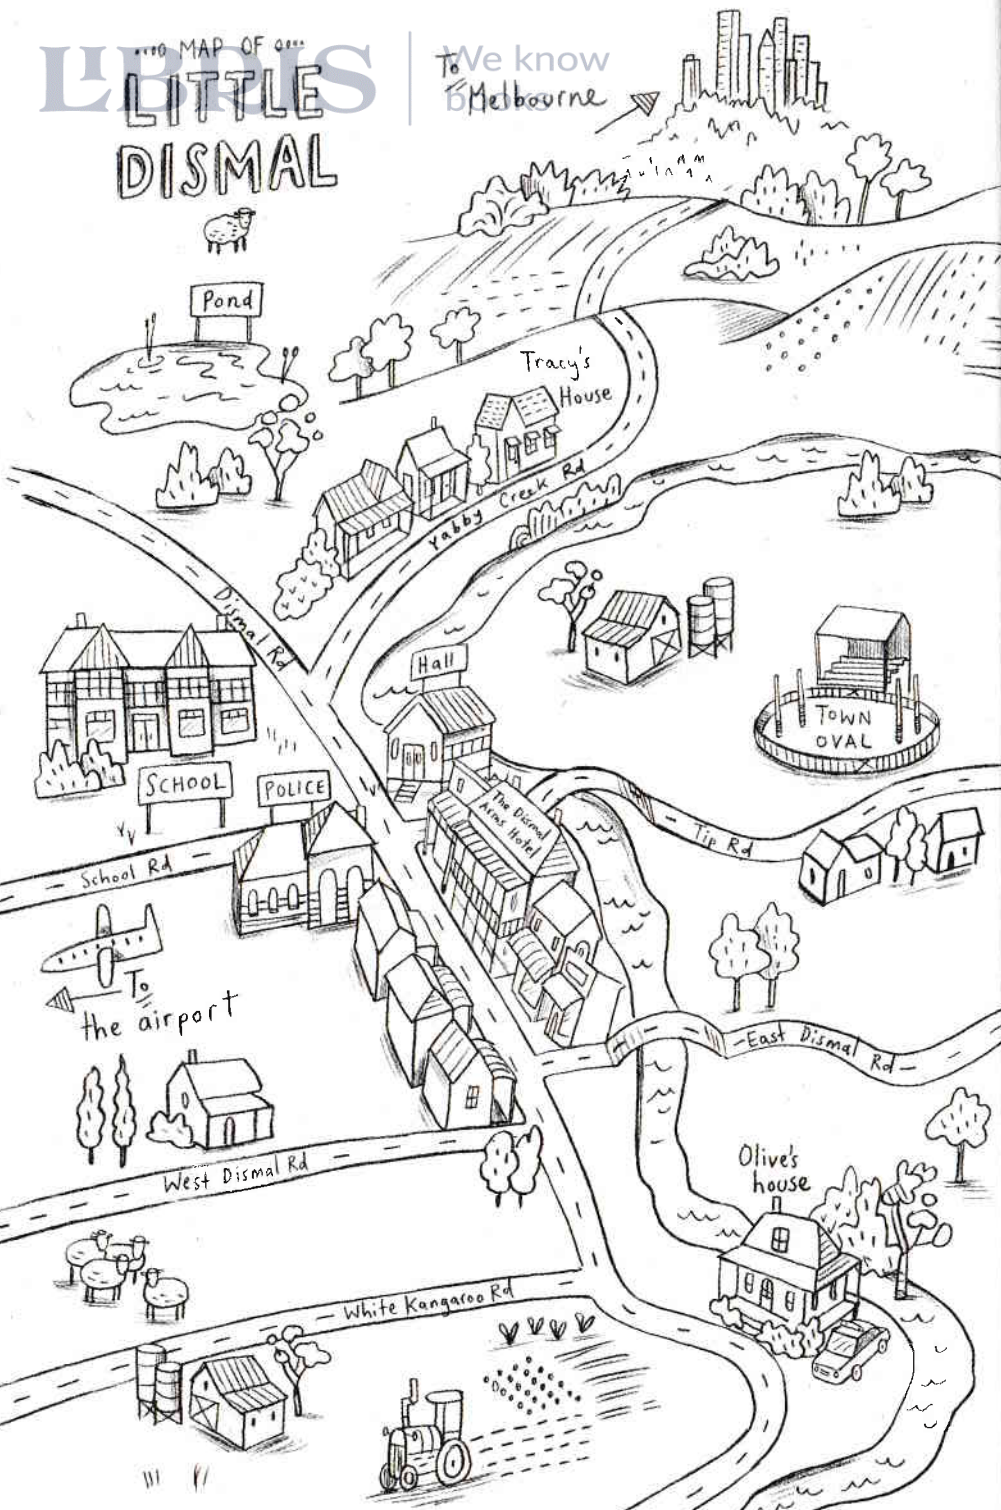 MAP OF
LITTLE
DISMAL
LIBRIS
We know
books
To
Melbourne
Pond
Tracy's
House
Yabby Creek Rd
Dismal Rd
Hall
TOWN
OVAL
SCHOOL
POLICE
The Dismal
Arms Hotel
Tip Rd
School Rd
To
the airport
East Dismal Rd
Olive's
house
West Dismal Rd
White Kangaroo Rd